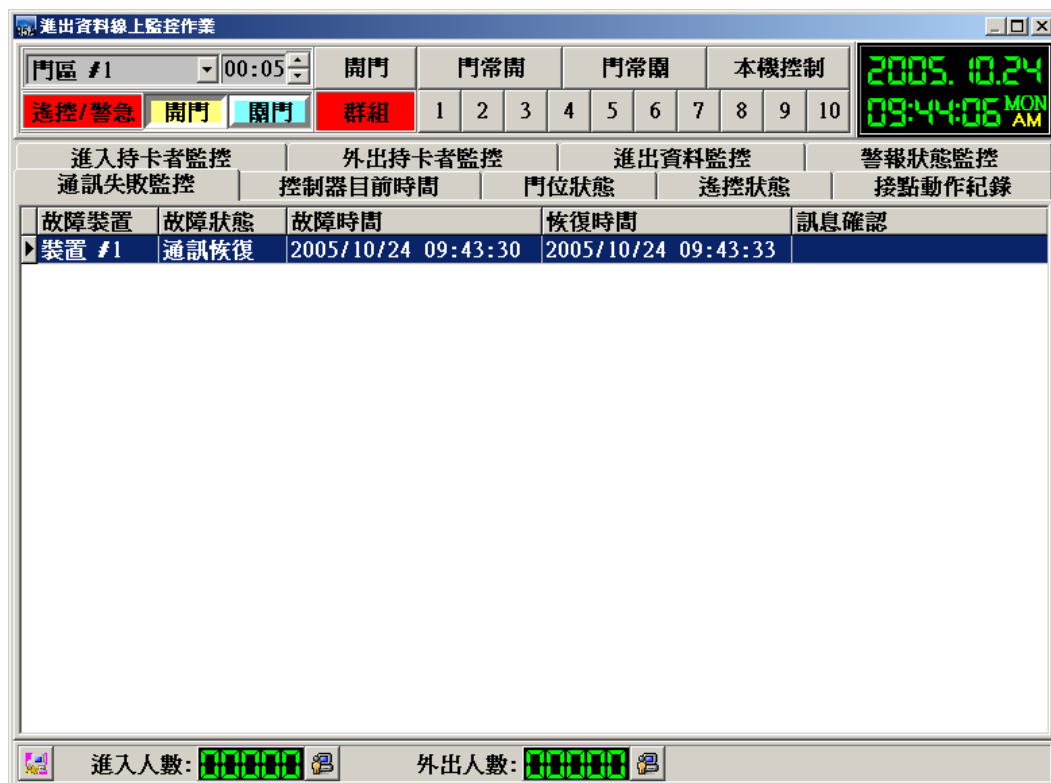 進出資料線上監控作業
門區 #1 00:05 開門 門常開 門常關 本機控制 2005.10.24
遙控/警急 開門 關門 群組 1 2 3 4 5 6 7 8 9 10 09:44:06 MON AM
進入持卡者監控 外出持卡者監控 進出資料監控 警報狀態監控
通訊失敗監控 控制器目前時間 門位狀態 遙控狀態 接點動作紀錄
故障裝置 故障狀態 故障時間 恢復時間 訊息確認
裝置 #1 通訊恢復 2005/10/24 09:43:30 2005/10/24 09:43:33
進入人數: 00000 外出人數: 00000